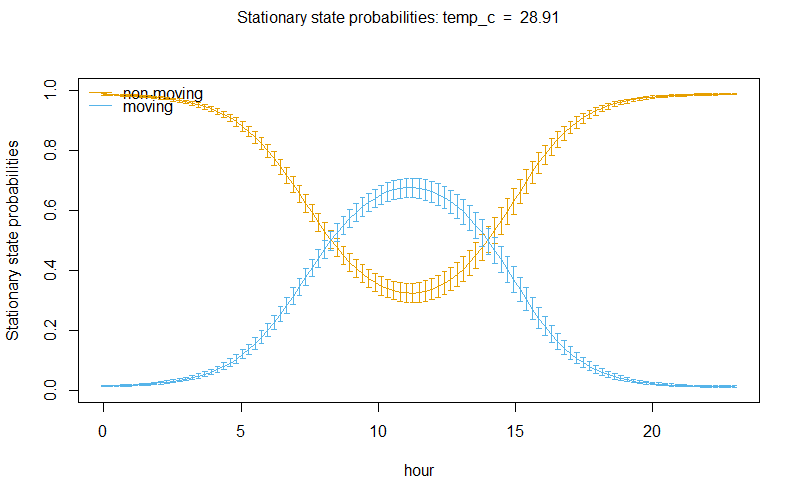 Stationary state probabilities: temp_c = 28.91
Stationary state probabilities
1.0
0.8
0.6
0.4
0.2
0.0
non moving
moving
0 5 10 15 20
hour